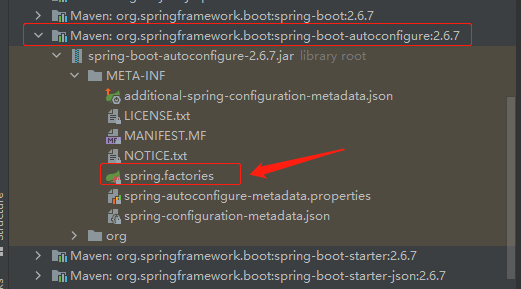 Maven: org.springframework.boot:spring-boot:2.6.7
Maven: org.springframework.boot:spring-boot-autoconfigure:2.6.7
spring-boot-autoconfigure-2.6.7.jar library root
META-INF
additional-spring-configuration-metadata.json
LICENSE.txt
MF MANIFEST.MF
NOTICE.txt
spring.factories
spring-autoconfigure-metadata.properties
spring-configuration-metadata.json
org
Maven: org.springframework.boot:spring-boot-starter:2.6.7
Maven: org.springframework.boot:spring-boot-starter-json:2.6.7
Structure